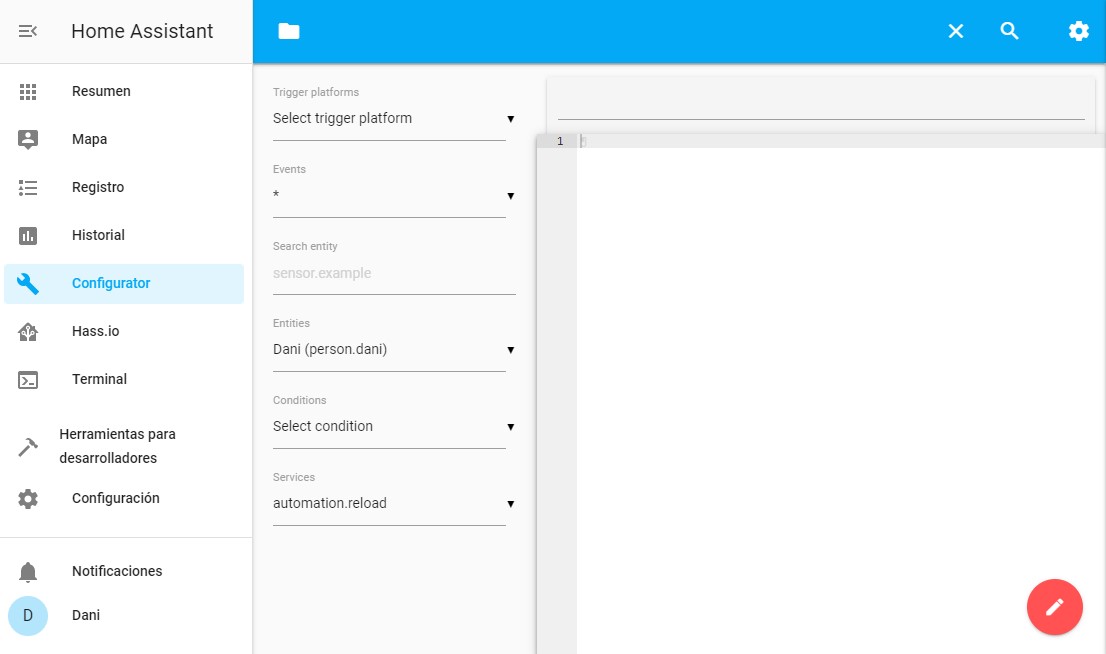 Home Assistant
Resumen
Mapa
Registro
Historial
Configurator
Hass.io
Terminal
Herramientas para
desarrolladores
Configuración
Notificaciones
D
Dani
Trigger platforms
Select trigger platform
Events
*
Search entity
sensor.example
Entities
Dani (person.dani)
Conditions
Select condition
Services
automation.reload
1